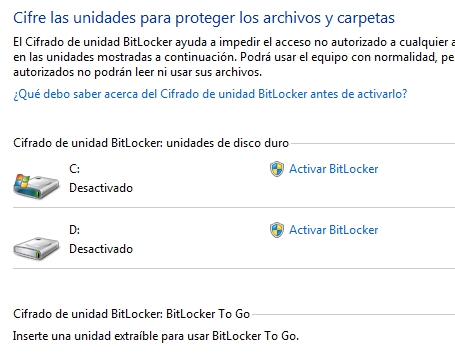 Cifre las unidades para proteger los archivos y carpetas
El Cifrado de unidad BitLocker ayuda a impedir el acceso no autorizado a cualquier a
en las unidades mostradas a continuación. Podrá usar el equipo con normalidad, pe
autorizados no podrán leer ni usar sus archivos.
¿Qué debo saber acerca del Cifrado de unidad BitLocker antes de activarlo?
Cifrado de unidad BitLocker: unidades de disco duro
C: Activar BitLocker
Desactivado
D: Activar BitLocker
Desactivado
Cifrado de unidad BitLocker: BitLocker To Go
Inserte una unidad extraíble para usar BitLocker To Go.